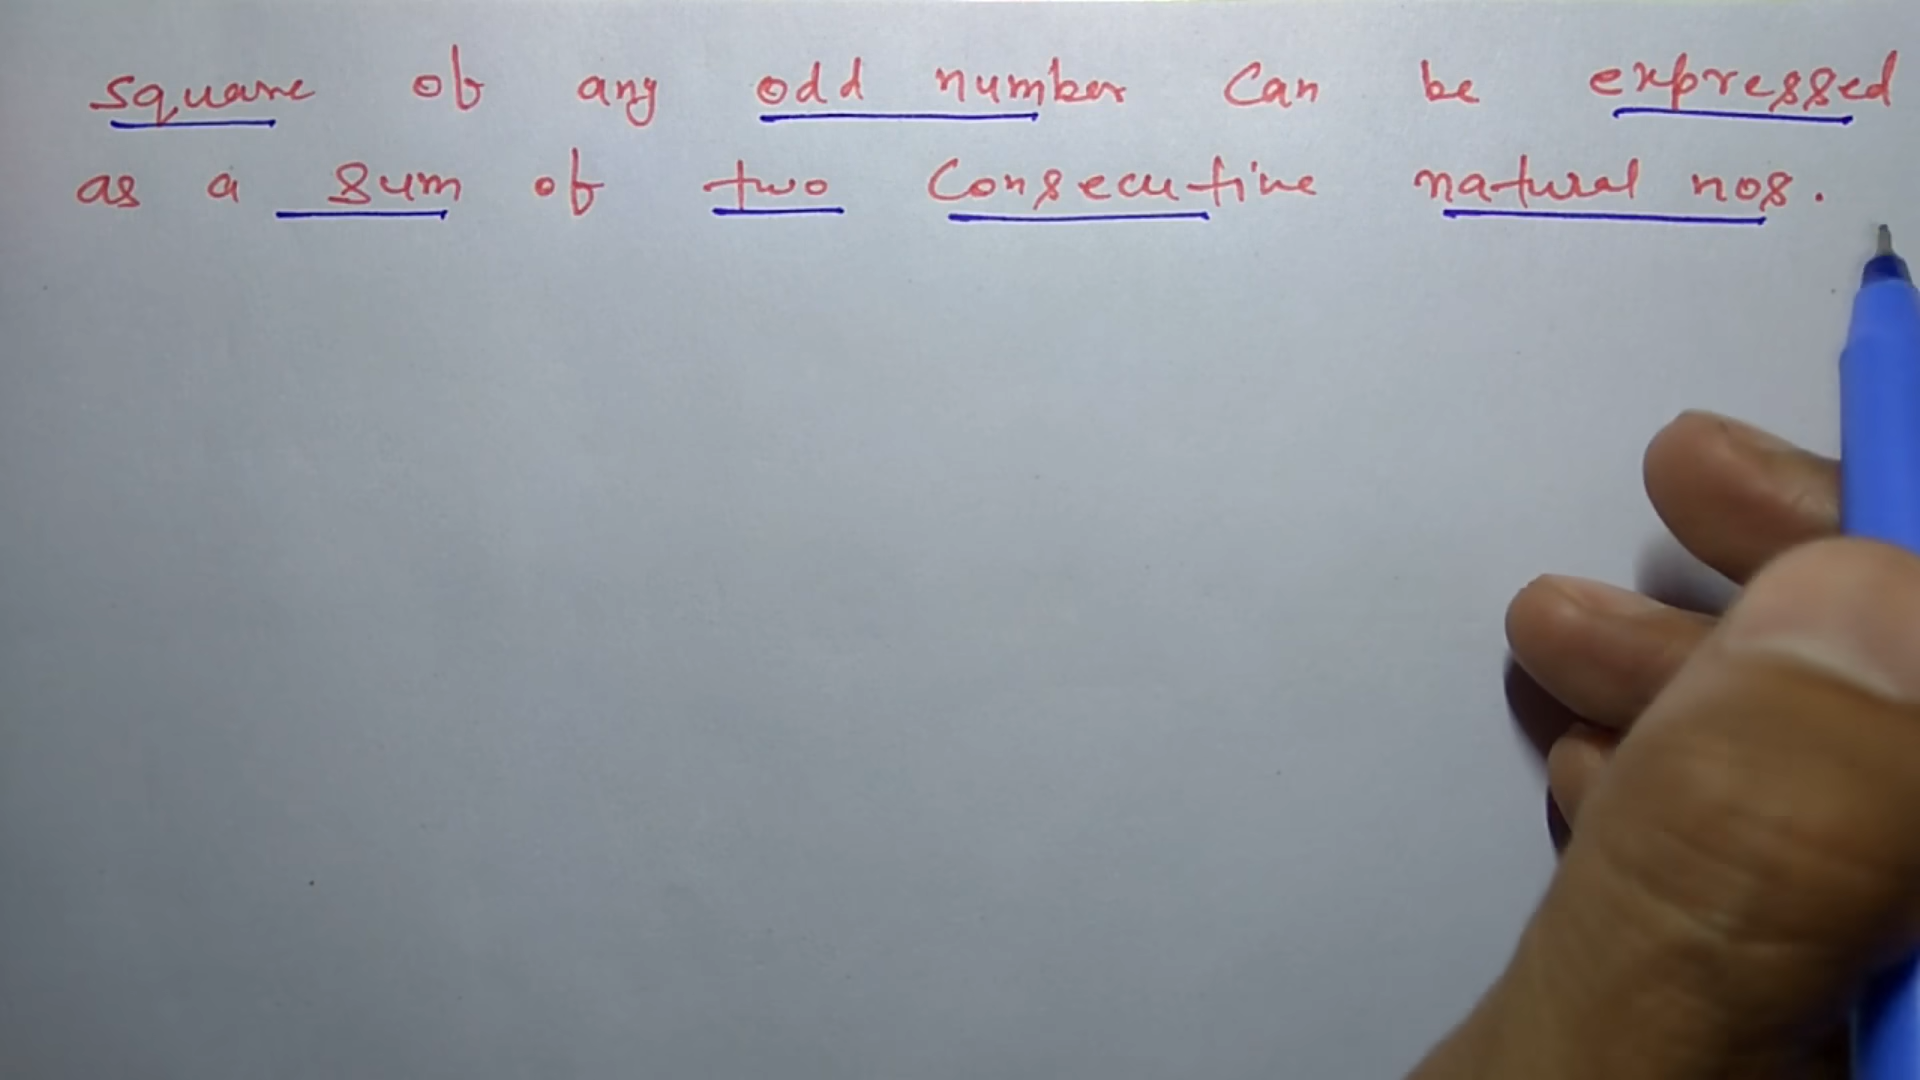 square of any odd number can be expressed
as a sum of two consecutive natural nos.